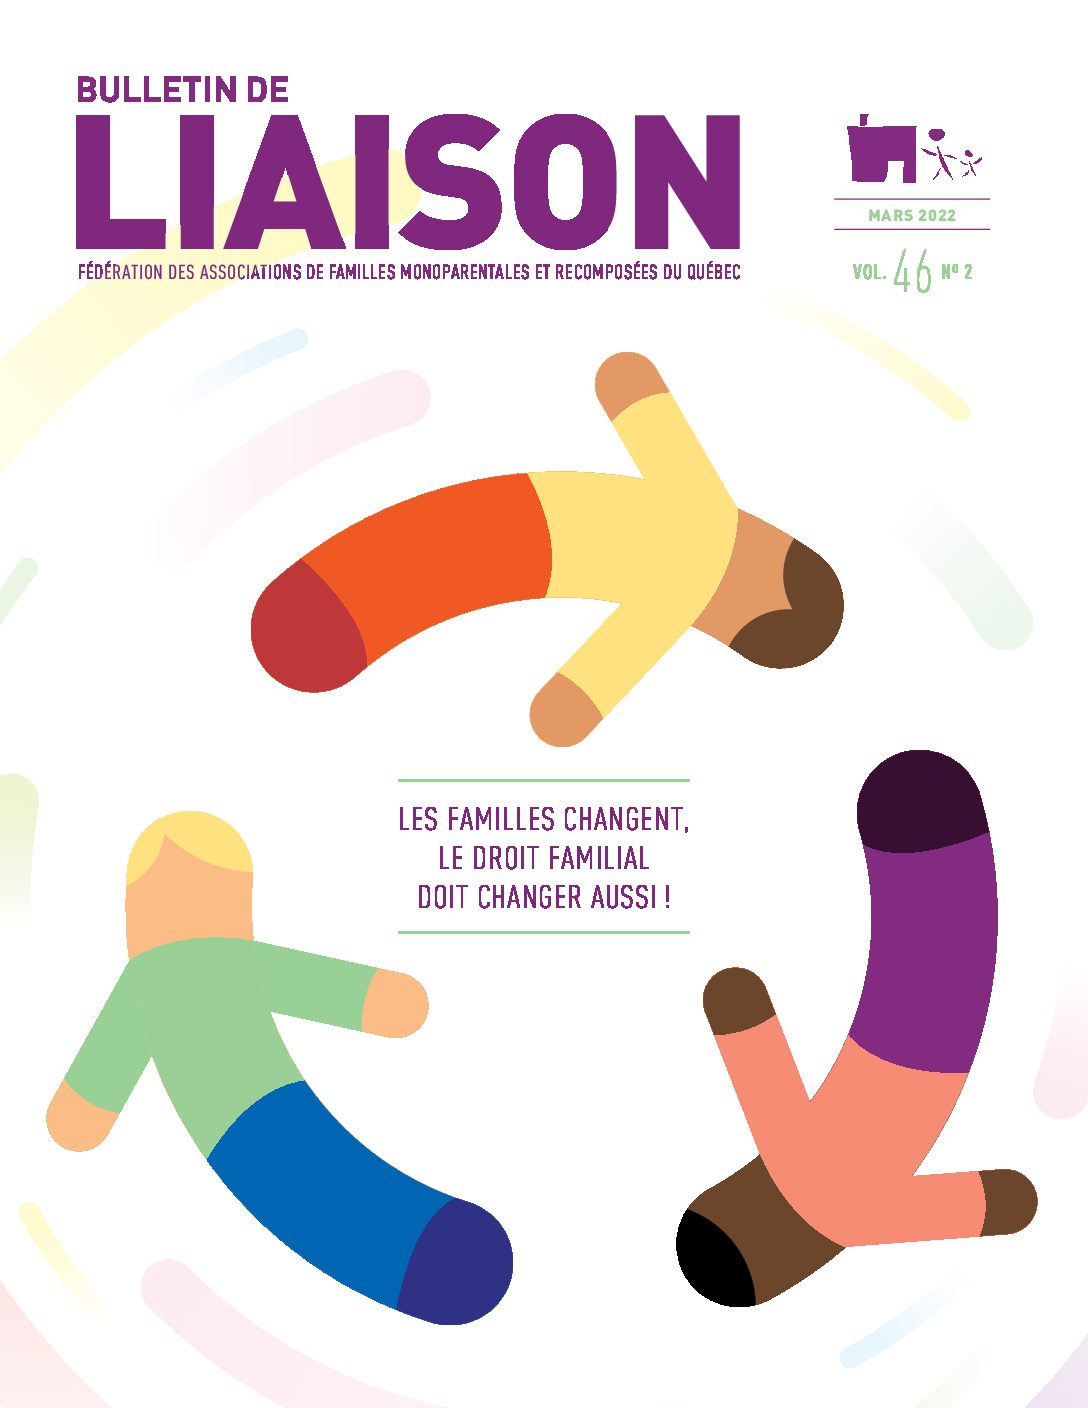 BULLETIN DE
LIAISON
FÉDÉRATION DES ASSOCIATIONS DE FAMILLES MONOPARENTALES ET RECOMPOSÉES DU QUÉBEC
MARS 2022
VOL. 46 Nº 2
LES FAMILLES CHANGENT,
LE DROIT FAMILIAL
DOIT CHANGER AUSSI !